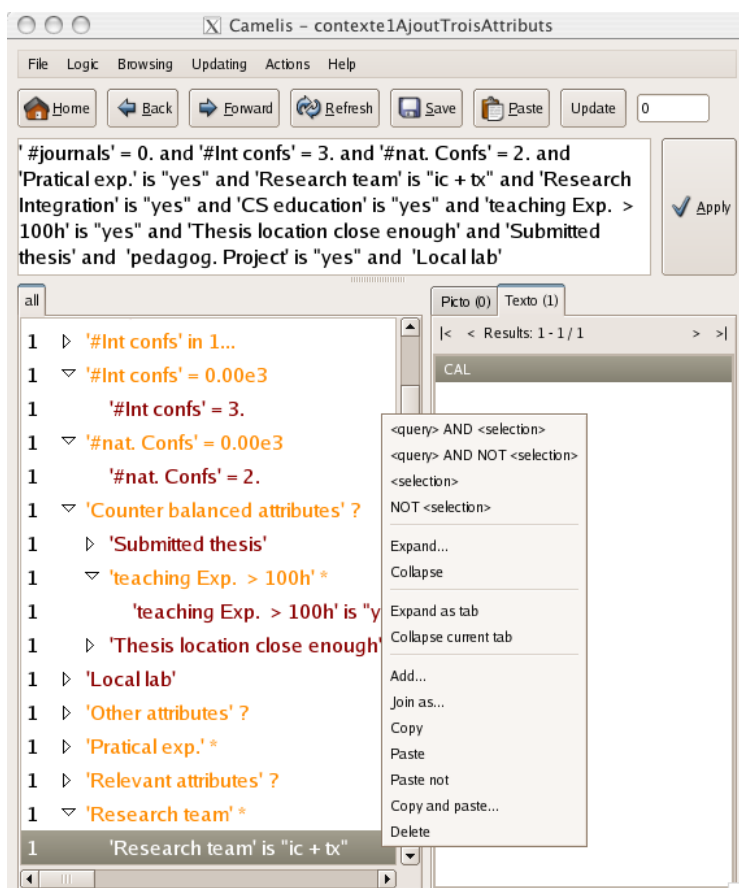 Camelis – contexte1AjoutTroisAttributs
File Logic Browsing Updating Actions Help
Home Back Forward Refresh Save Paste Update 0
' #journals' = 0. and '#Int confs' = 3. and '#nat. Confs' = 2. and
'Pratical exp.' is "yes" and 'Research team' is "ic + tx" and 'Research
Integration' is "yes" and 'CS education' is "yes" and 'teaching Exp.  >
100h' is "yes" and 'Thesis location close enough' and 'Submitted
thesis' and  'pedagog. Project' is "yes" and  'Local lab'
Apply
all
1 '#Int confs' in 1...
1 '#Int confs' = 0.00e3
1 '#Int confs' = 3.
1 '#nat. Confs' = 0.00e3
1 '#nat. Confs' = 2.
1 'Counter balanced attributes' ?
1 'Submitted thesis'
1 'teaching Exp.  > 100h' *
1 'teaching Exp.  > 100h' is "y
1 'Thesis location close enough'
1 'Local lab'
1 'Other attributes' ?
1 'Pratical exp.' *
1 'Relevant attributes' ?
1 'Research team' *
1 'Research team' is "ic + tx"
Picto (0) Texto (1)
|< < Results: 1 - 1 / 1 > >|
CAL
<query> AND <selection>
<query> AND NOT <selection>
<selection>
NOT <selection>
Expand...
Collapse
Expand as tab
Collapse current tab
Add...
Join as...
Copy
Paste
Paste not
Copy and paste...
Delete